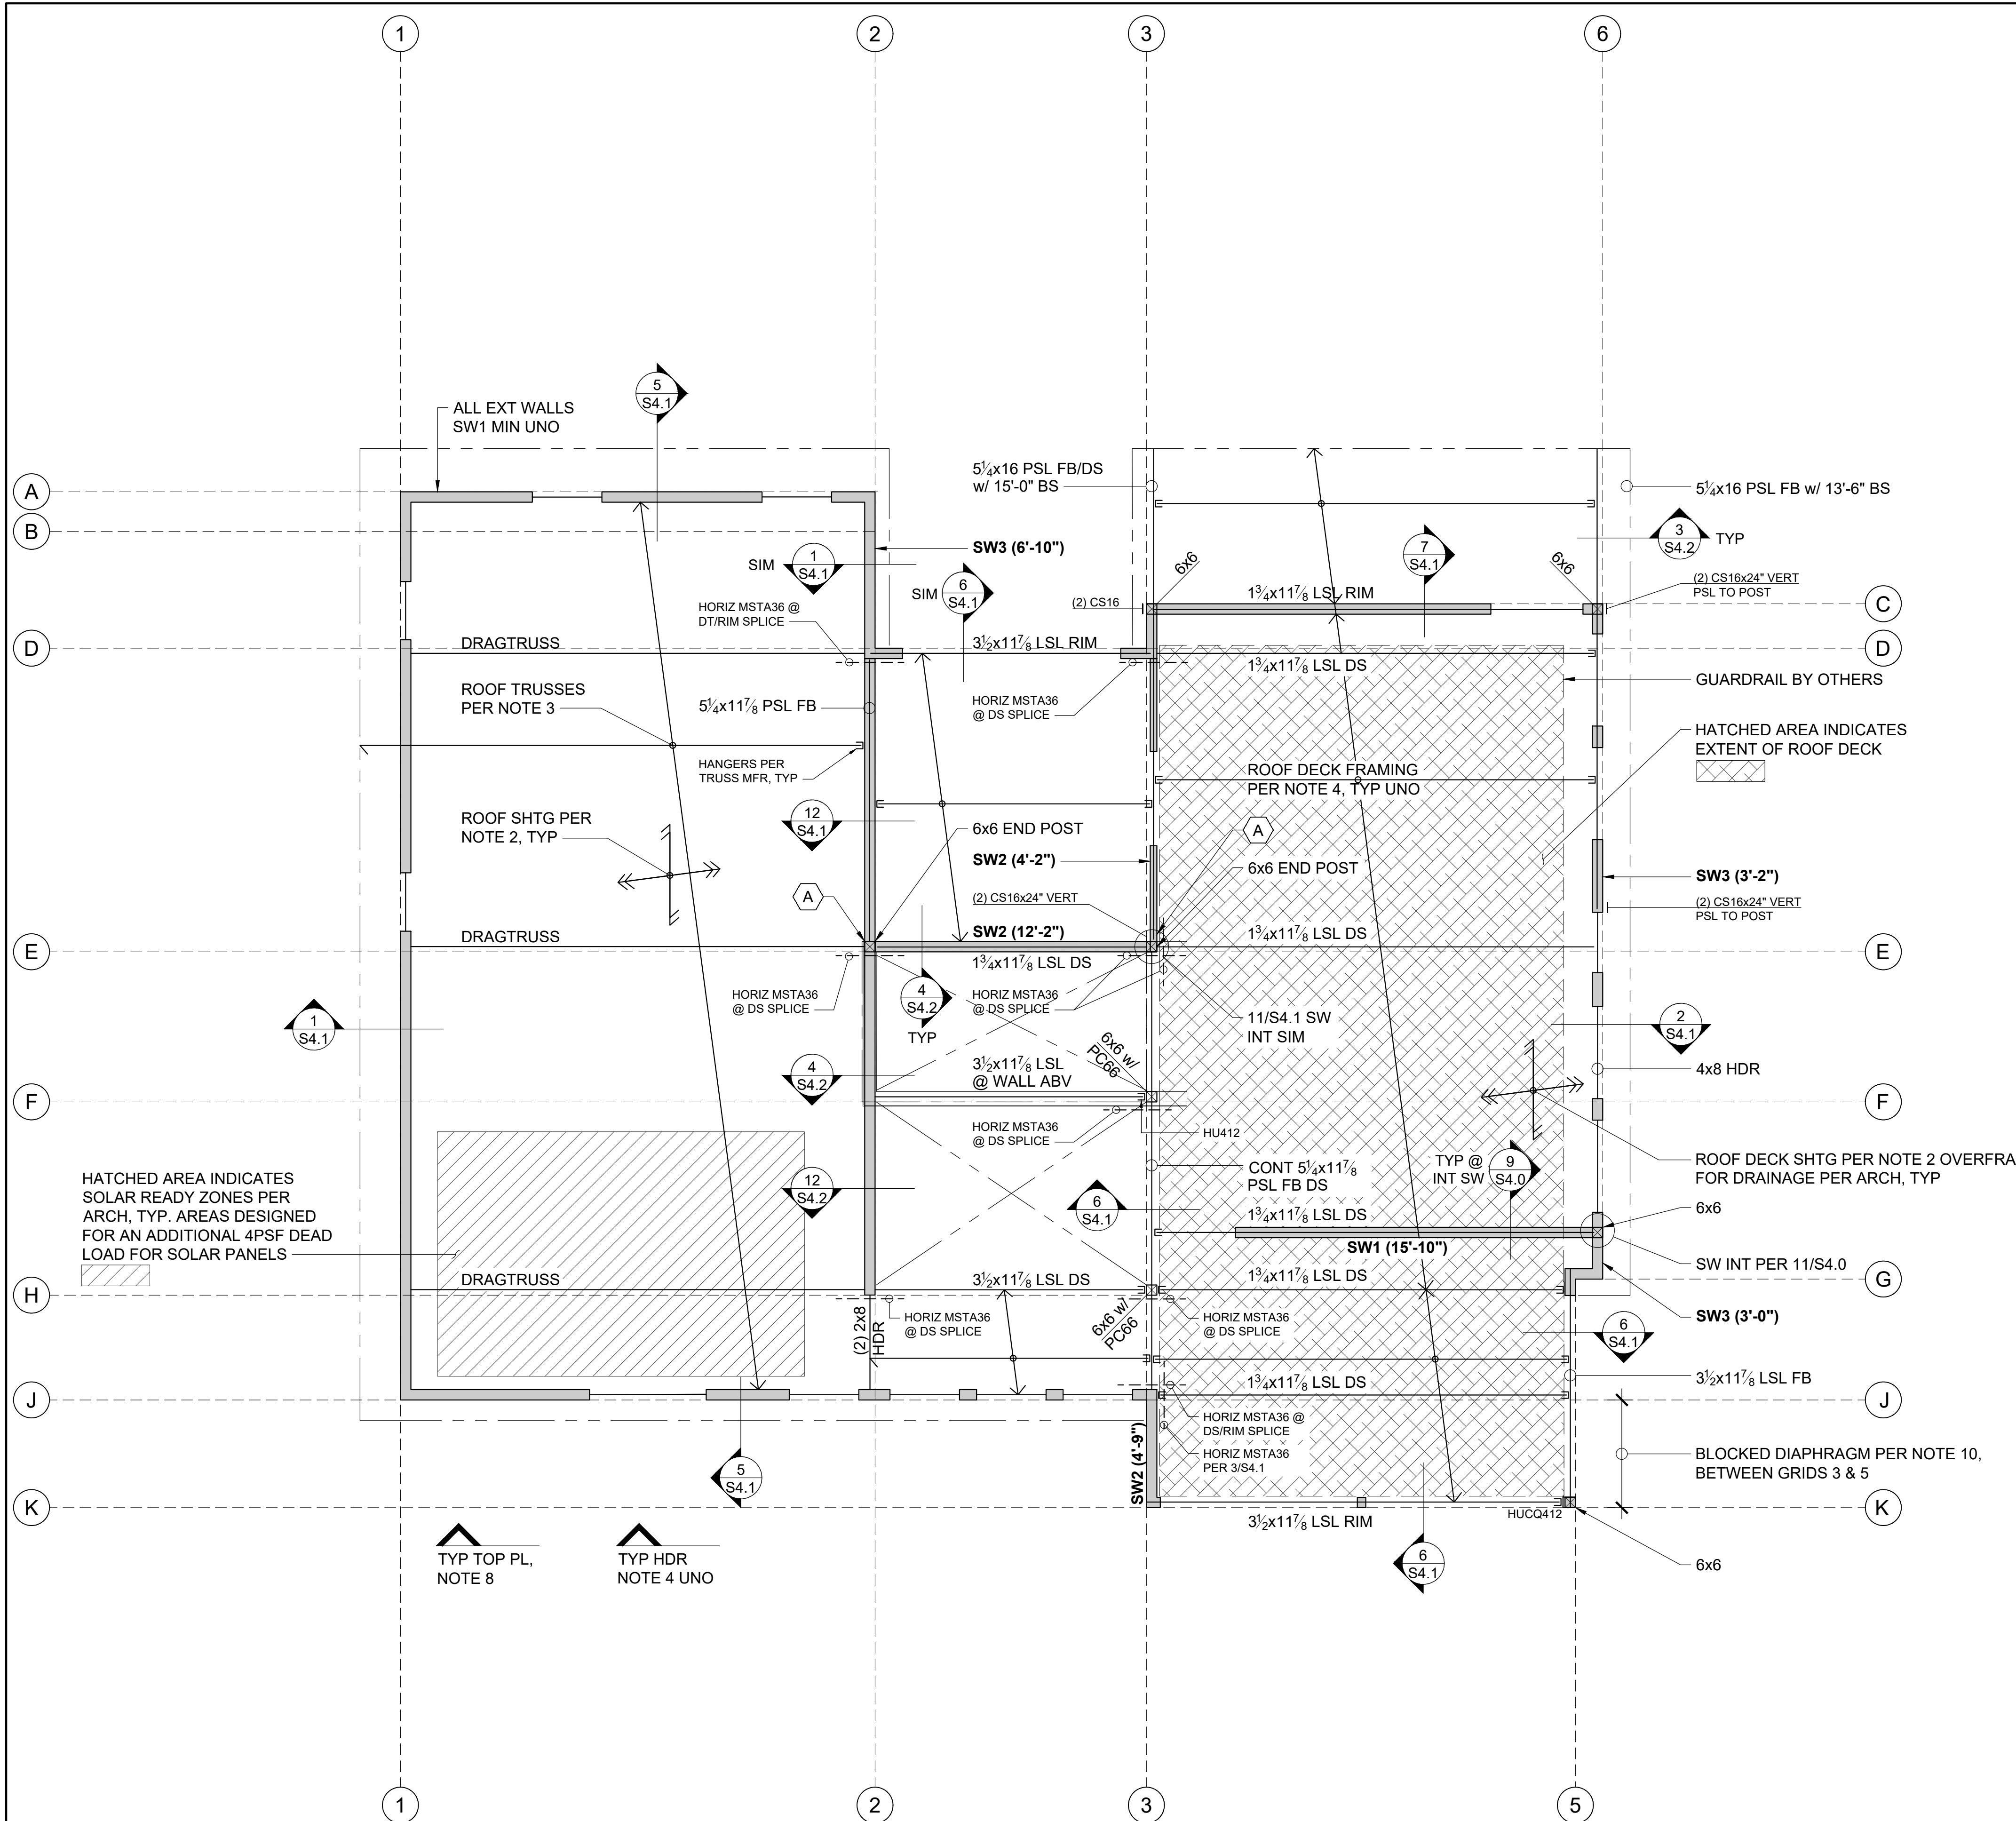 1
2
3
6
5
S4.1
ALL EXT WALLS
SW1 MIN UNO
A
B
C
D
E
F
G
H
J
K
A
D
E
F
C
SW3 (6'-10")
SIM
1
S4.1
SIM
6
S4.1
5¼x16 PSL FB/DS
w/ 15'-0" BS
5¼x16 PSL FB w/ 13'-6" BS
3
S4.2
TYP
7
S4.1
6x6
6x6
(2) CS16
1¾x11⅞ LSL RIM
(2) CS16x24" VERT
PSL TO POST
HORIZ MSTA36 @
DT/RIM SPLICE
DRAGTRUSS
3½x11⅞ LSL RIM
1¾x11⅞ LSL DS
GUARDRAIL BY OTHERS
ROOF TRUSSES
PER NOTE 3
5¼x11⅞ PSL FB
HORIZ MSTA36
@ DS SPLICE
HATCHED AREA INDICATES
EXTENT OF ROOF DECK
HANGERS PER
TRUSS MFR, TYP
ROOF DECK FRAMING
PER NOTE 4, TYP UNO
ROOF SHTG PER
NOTE 2, TYP
12
S4.1
6x6 END POST
SW2 (4'-2")
A
6x6 END POST
A
(2) CS16x24" VERT
SW3 (3'-2")
(2) CS16x24" VERT
PSL TO POST
DRAGTRUSS
SW2 (12'-2")
1¾x11⅞ LSL DS
1¾x11⅞ LSL DS
HORIZ MSTA36
@ DS SPLICE
4
S4.2
TYP
HORIZ MSTA36
@ DS SPLICE
11/S4.1 SW
INT SIM
1
S4.1
2
S4.1
6x6 w/
PC66
4
S4.2
3½x11⅞ LSL
@ WALL ABV
4x8 HDR
HORIZ MSTA36
@ DS SPLICE
HU412
HATCHED AREA INDICATES
SOLAR READY ZONES PER
ARCH, TYP. AREAS DESIGNED
FOR AN ADDITIONAL 4PSF DEAD
LOAD FOR SOLAR PANELS
12
S4.2
6
S4.1
CONT 5¼x11⅞
PSL FB DS
TYP @
INT SW
9
S4.0
ROOF DECK SHTG PER NOTE 2 OVERFRA
FOR DRAINAGE PER ARCH, TYP
1¾x11⅞ LSL DS
6x6
SW1 (15'-10")
SW INT PER 11/S4.0
DRAGTRUSS
3½x11⅞ LSL DS
1¾x11⅞ LSL DS
(2) 2x8
HDR
HORIZ MSTA36
@ DS SPLICE
6x6 w/
PC66
HORIZ MSTA36
@ DS SPLICE
SW3 (3'-0")
6
S4.1
3½x11⅞ LSL FB
1¾x11⅞ LSL DS
J
HORIZ MSTA36 @
DS/RIM SPLICE
HORIZ MSTA36
PER 3/S4.1
SW2 (4'-9")
BLOCKED DIAPHRAGM PER NOTE 10,
BETWEEN GRIDS 3 & 5
5
S4.1
K
HUCQ412
3½x11⅞ LSL RIM
6
S4.1
6x6
TYP TOP PL,
NOTE 8
TYP HDR
NOTE 4 UNO
1
2
3
5